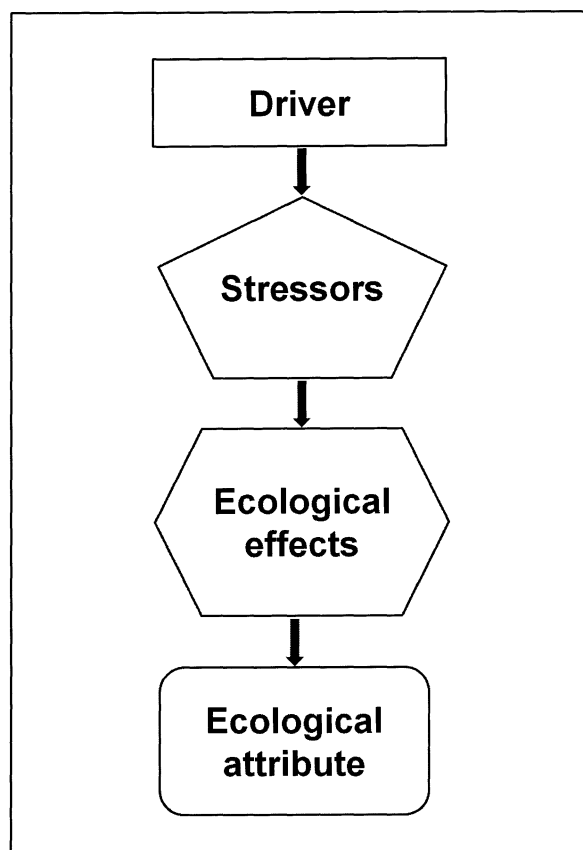 Driver
Stressors
Ecological
effects
Ecological
attribute